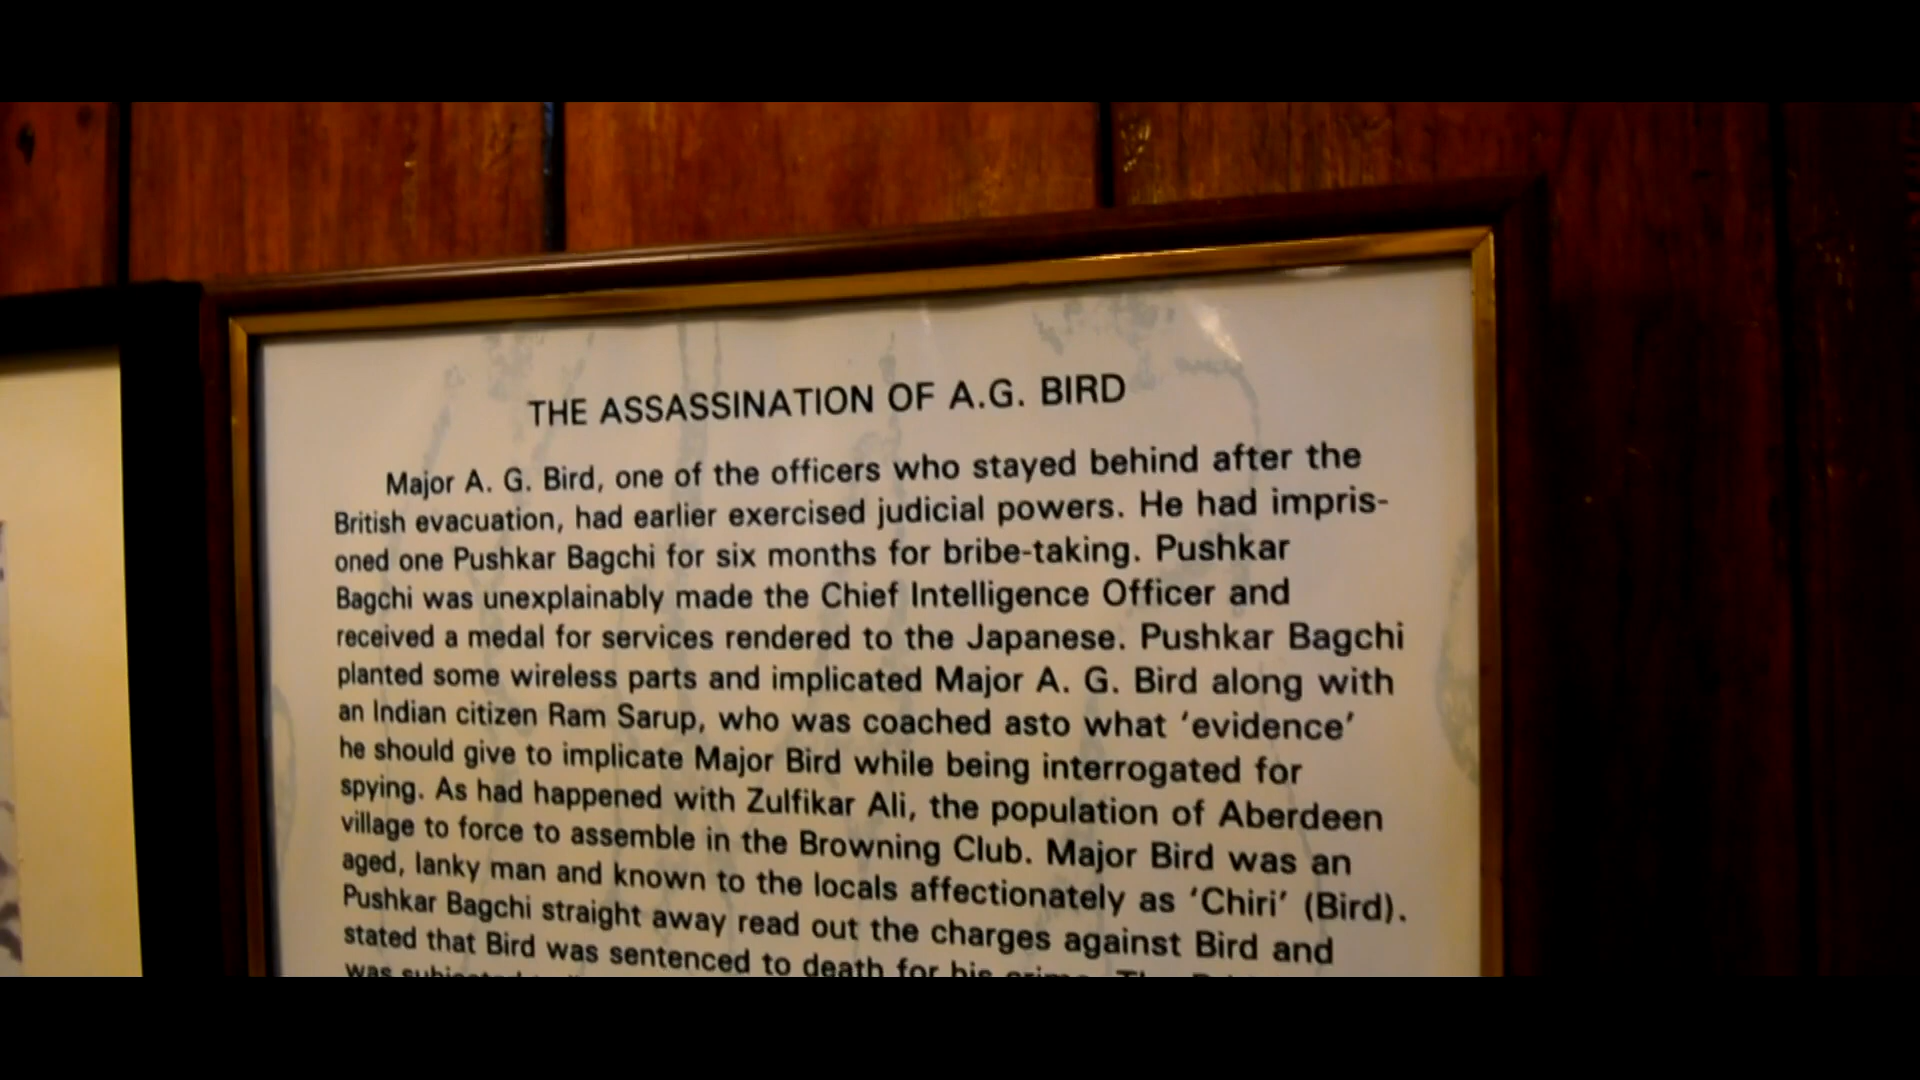 THE ASSASSINATION OF A.G. BIRD
Major A. G. Bird, one of the officers who stayed behind after the
British evacuation, had earlier exercised judicial powers. He had impris-
oned one Pushkar Bagchi for six months for bribe-taking. Pushkar
Bagchi was unexplainably made the Chief Intelligence Officer and
received a medal for services rendered to the Japanese. Pushkar Bagchi
planted some wireless parts and implicated Major A. G. Bird along with
an Indian citizen Ram Sarup, who was coached asto what ‘evidence’
he should give to implicate Major Bird while being interrogated for
spying. As had happened with Zulfikar Ali, the population of Aberdeen
village to force to assemble in the Browning Club. Major Bird was an
aged, lanky man and known to the locals affectionately as ‘Chiri’ (Bird).
Pushkar Bagchi straight away read out the charges against Bird and
stated that Bird was sentenced to death for his crime.
was